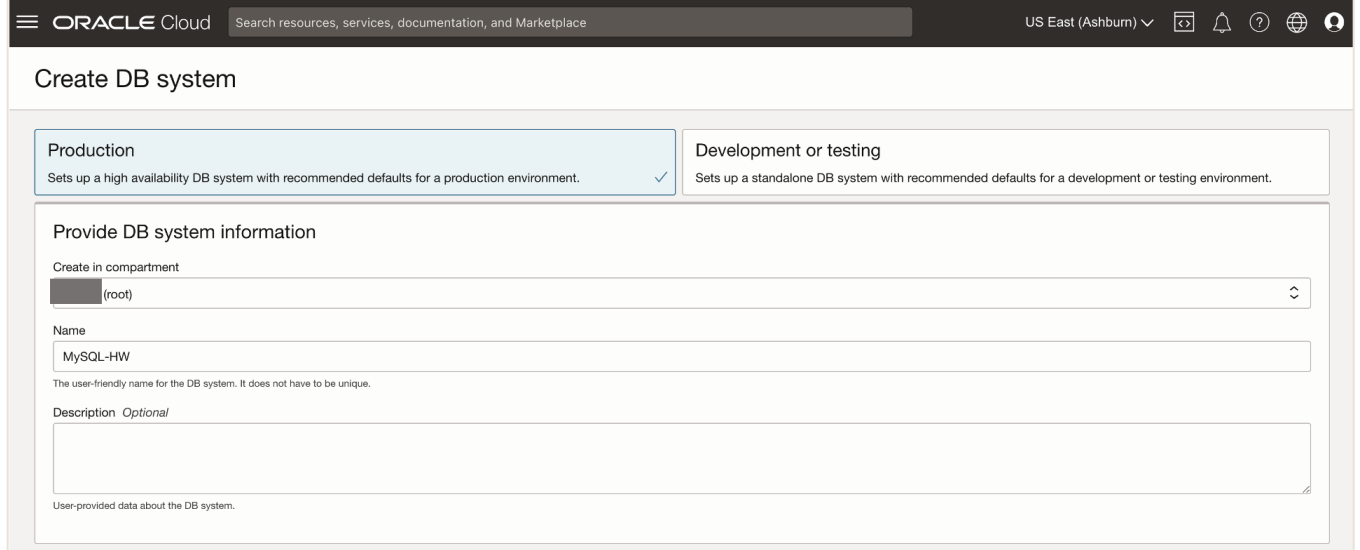 ORACLE Cloud
Search resources, services, documentation, and Marketplace
US East (Ashburn)
Create DB system
Production
Sets up a high availability DB system with recommended defaults for a production environment.
Development or testing
Sets up a standalone DB system with recommended defaults for a development or testing environment.
Provide DB system information
Create in compartment
(root)
Name
MySQL-HW
The user-friendly name for the DB system. It does not have to be unique.
Description Optional
User-provided data about the DB system.